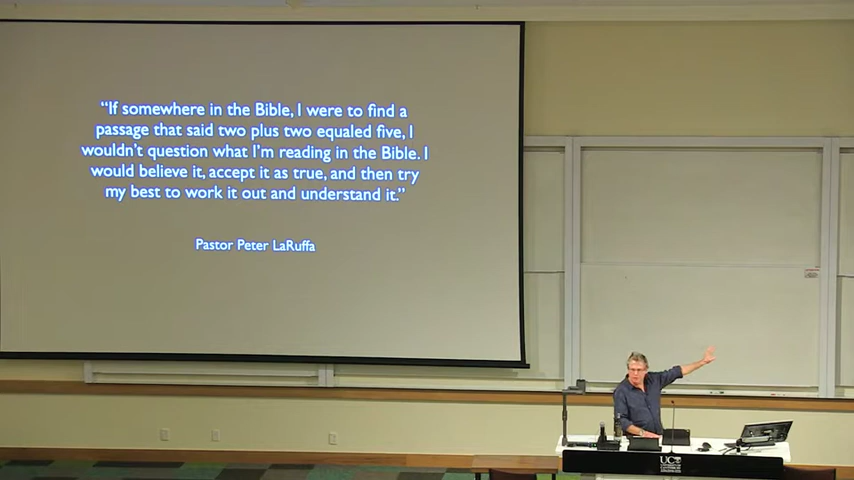 “If somewhere in the Bible, I were to find a
passage that said two plus two equaled five, I
wouldn’t question what I’m reading in the Bible. I
would believe it, accept it as true, and then try
my best to work it out and understand it.”
Pastor Peter LaRuffa
UC